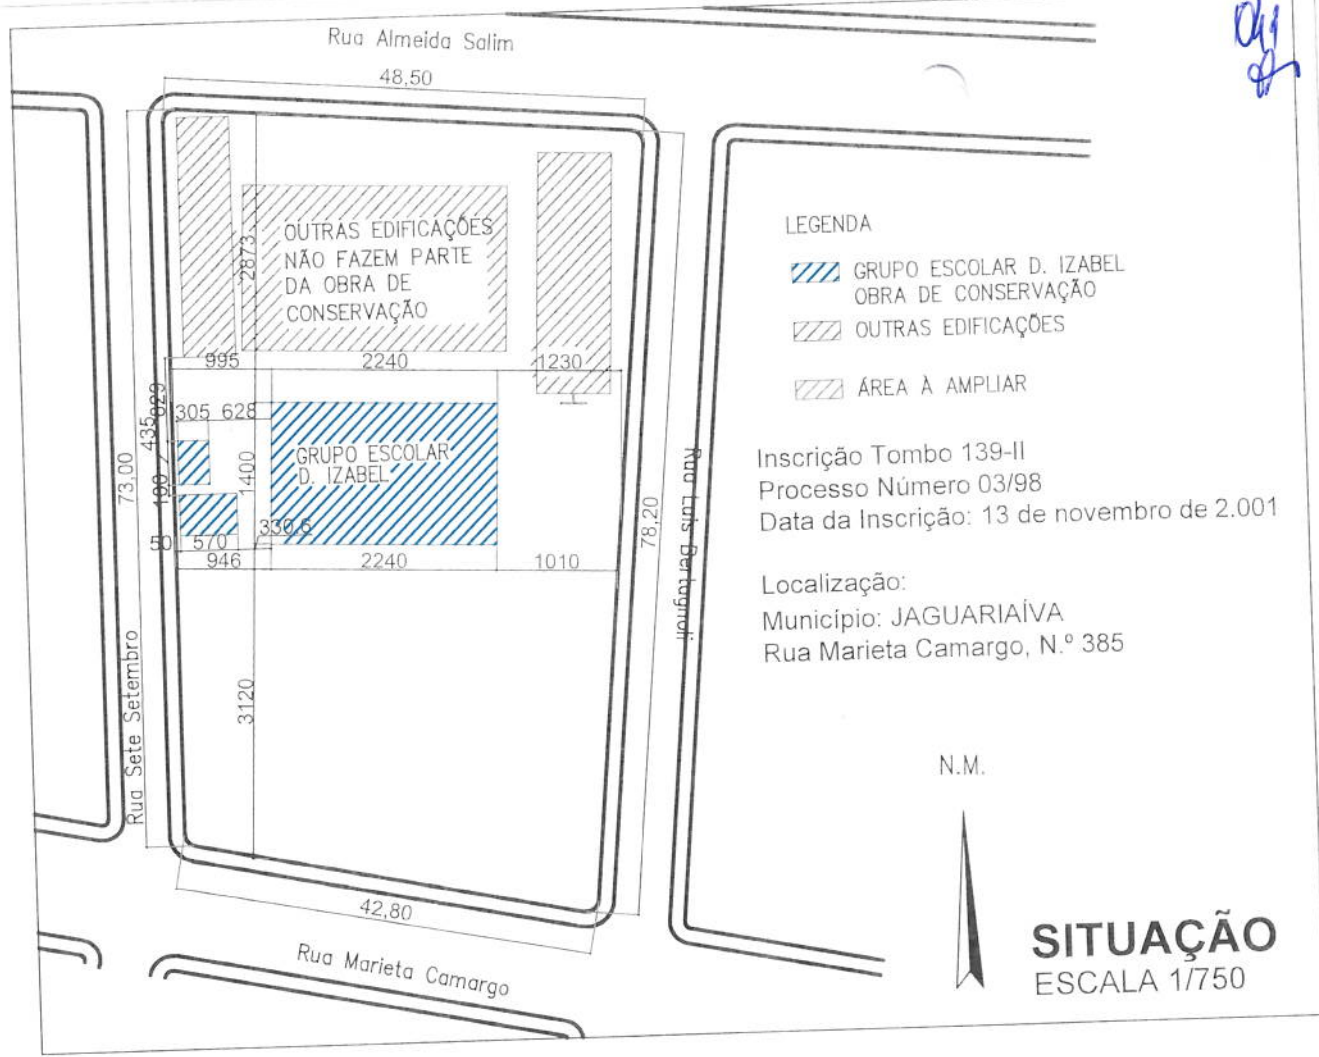 Rua Almeida Salim
48,50
OUTRAS EDIFICAÇÕES
NÃO FAZEM PARTE
DA OBRA DE
CONSERVAÇÃO
2873
995
2240
1230
829
435
305
628
73,00
1400
190
GRUPO ESCOLAR
D. IZABEL
330.6
50
570
946
2240
1010
78,20
Rua Luis Bertagnoli
Rua Sete Setembro
3120
42,80
Rua Marieta Camargo
LEGENDA
GRUPO ESCOLAR D. IZABEL
OBRA DE CONSERVAÇÃO
OUTRAS EDIFICAÇÕES
ÁREA À AMPLIAR
Inscrição Tombo 139-II
Processo Número 03/98
Data da Inscrição: 13 de novembro de 2.001
Localização:
Município: JAGUARIAÍVA
Rua Marieta Camargo, N.º 385
N.M.
SITUAÇÃO
ESCALA 1/750